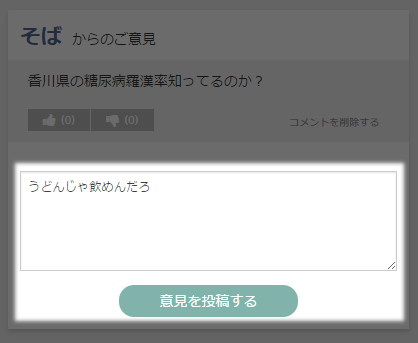 そば からのご意見
香川県の糖尿病羅漢率知ってるのか？
(0) (0) コメントを削除する
うどんじゃ飲めんだろ
意見を投稿する